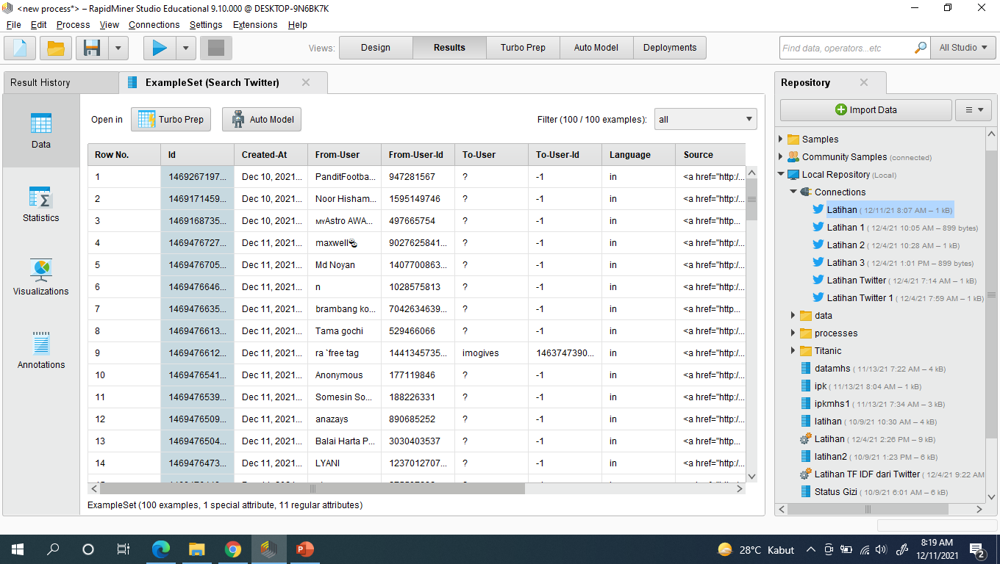 <new process*> – RapidMiner Studio Educational 9.10.000 @ DESKTOP-9N6BK7K
File Edit Process View Connections Settings Extensions Help
Views: Design Results Turbo Prep Auto Model Deployments Find data, operators...etc All Studio
Result History ExampleSet (Search Twitter)
Data
Statistics
Visualizations
Annotations
Open in Turbo Prep Auto Model Filter (100 / 100 examples): all
Row No. Id Created-At From-User From-User-Id To-User To-User-Id Language Source
1 1469267197... Dec 10, 2021... PanditFootba... 947281567 ? -1 in <a href="http:/...
2 1469171459... Dec 10, 2021... Noor Hisham... 1595149746 ? -1 in <a href="http:/...
3 1469168735... Dec 10, 2021... ᴍʏAstro AWA... 497665754 ? -1 in <a href="http...
4 1469476727... Dec 11, 2021... maxwell 9027625841... ? -1 in <a href="http:/...
5 1469476705... Dec 11, 2021... Md Noyan 1407700863... ? -1 in <a href="http:/...
6 1469476646... Dec 11, 2021... n 1028575813 ? -1 in <a href="http:/...
7 1469476635... Dec 11, 2021... brambang ko... 7042634639... ? -1 in <a href="http:/...
8 1469476613... Dec 11, 2021... Tama gochi 529466066 ? -1 in <a href="http:/...
9 1469476612... Dec 11, 2021... ra `free tag 1441345735... imogives 1463747390... in <a href="http:/...
10 1469476541... Dec 11, 2021... Anonymous 177119846 ? -1 in <a href="http:/...
11 1469476539... Dec 11, 2021... Somesin So... 188226331 ? -1 in <a href="http:/...
12 1469476509... Dec 11, 2021... anazays 890685252 ? -1 in <a href="http:/...
13 1469476504... Dec 11, 2021... Balai Harta P... 3030403537 ? -1 in <a href="http...
14 1469476473... Dec 11, 2021... LYANI 1237012707... ? -1 in <a href="http:/...
ExampleSet (100 examples, 1 special attribute, 11 regular attributes)
Repository
Import Data
Samples
Community Samples (connected)
Local Repository (Local)
Connections
Latihan ( 12/11/21 8:07 AM – 1 kB)
Latihan 1 ( 12/4/21 10:05 AM – 899 bytes)
Latihan 2 ( 12/4/21 10:28 AM – 1 kB)
Latihan 3 ( 12/4/21 1:01 PM – 899 bytes)
Latihan Twitter ( 12/4/21 7:14 AM – 1 kB)
Latihan Twitter 1 ( 12/4/21 7:59 AM – 1 kB)
data
processes
Titanic
datamhs ( 11/13/21 7:22 AM – 4 kB)
ipk ( 11/13/21 8:04 AM – 1 kB)
ipkmhs1 ( 11/13/21 7:34 AM – 3 kB)
latihan ( 10/9/21 10:30 AM – 4 kB)
Latihan ( 12/4/21 2:26 PM – 9 kB)
latihan2 ( 10/9/21 1:23 PM – 6 kB)
Latihan TF IDF dari Twitter ( 12/4/21 9:22 AM
Status Gizi ( 10/9/21 6:01 AM – 6 kB)
28°C Kabut 8:19 AM
12/11/2021
2